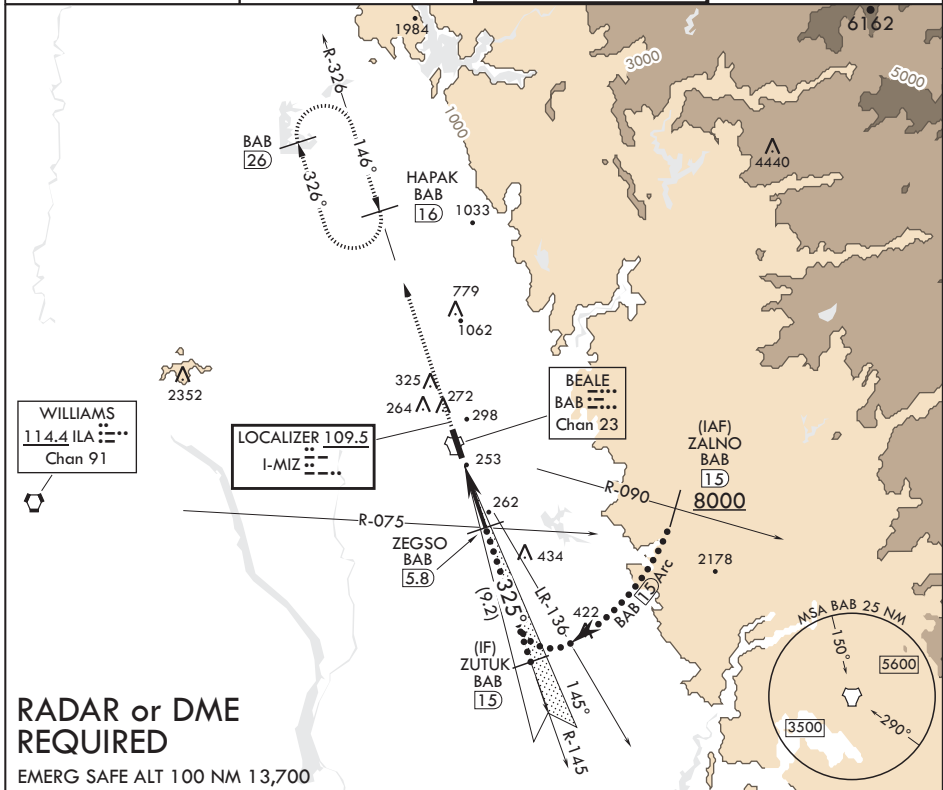 1984
6162
3000
5000
1000
R-326
BAB
26
146°
326°
4440
HAPAK
BAB
16
1033
779
1062
2352
325
264
272
298
BEALE
BAB
Chan 23
WILLIAMS
114.4 ILA
Chan 91
LOCALIZER 109.5
I-MIZ
253
(IAF)
ZALNO
BAB
15
8000
R-090
262
R-075
ZEGSO
BAB
5.8
434
2178
325°
(9.2)
LR-136
422
BAB 15 Arc
(IF)
ZUTUK
BAB
15
145°
R-145
MSA BAB 25 NM
150°
5600
3500
290°
RADAR or DME
REQUIRED
EMERG SAFE ALT 100 NM 13,700